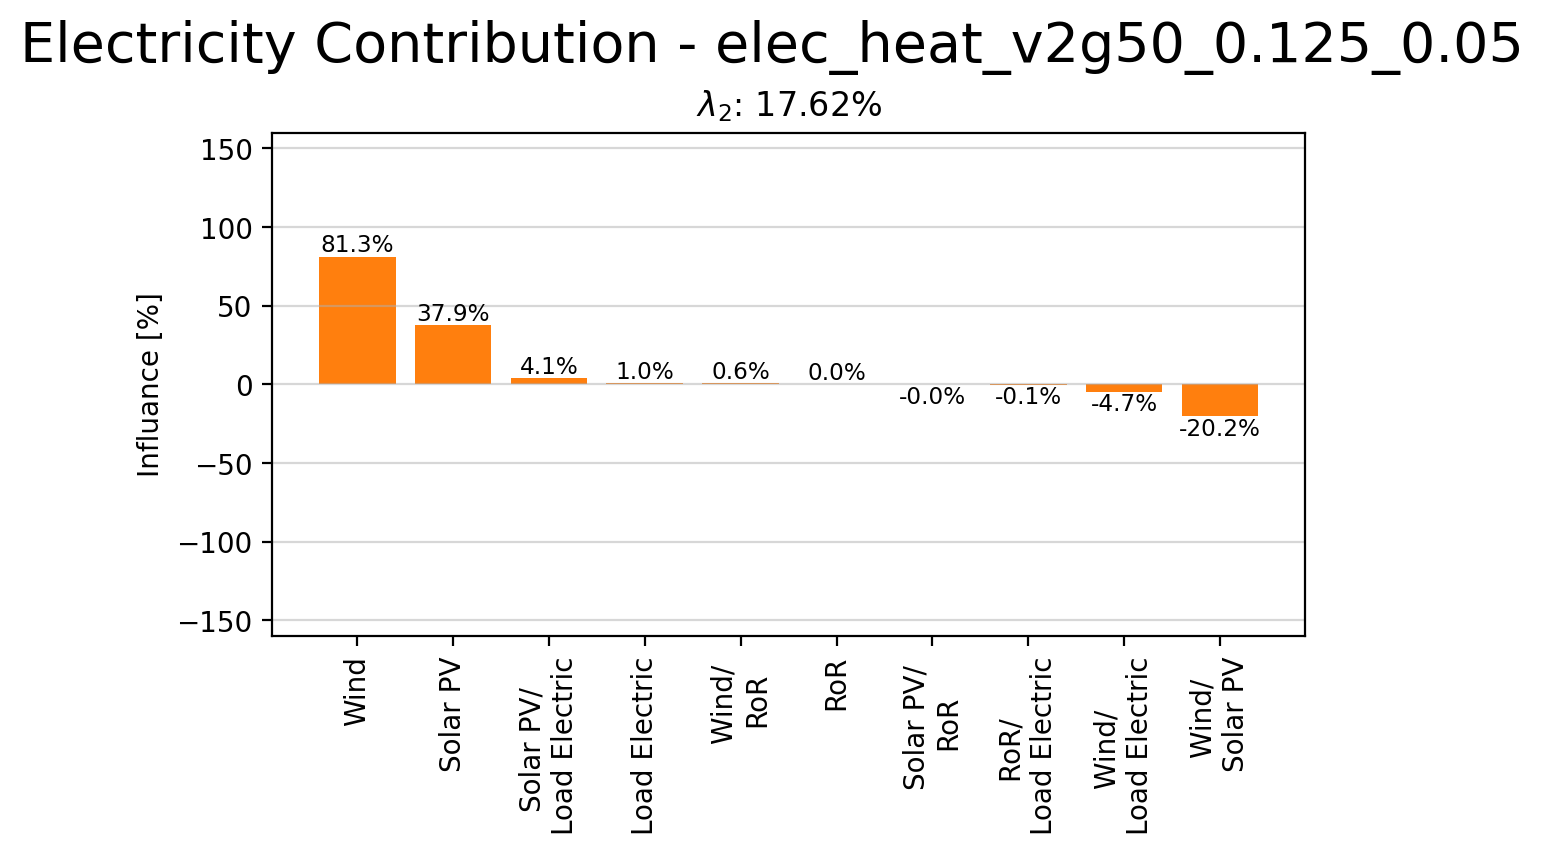 Electricity Contribution - elec_heat_v2g50_0.125_0.05
λ₂: 17.62%
Influance [%]
150
100
50
0
−50
−100
−150
81.3%
37.9%
4.1%
1.0%
0.6%
0.0%
-0.0%
-0.1%
-4.7%
-20.2%
Wind
Solar PV
Solar PV/
Load Electric
Load Electric
Wind/
RoR
RoR
Solar PV/
RoR
RoR/
Load Electric
Wind/
Load Electric
Wind/
Solar PV